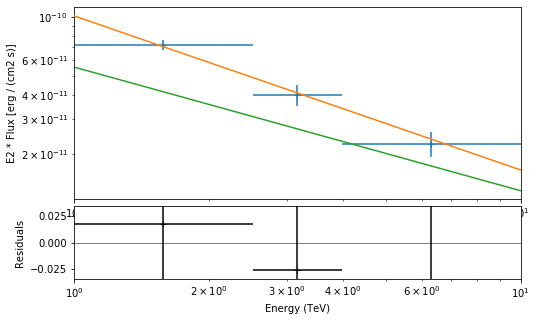 10⁻¹⁰
6 × 10⁻¹¹
4 × 10⁻¹¹
3 × 10⁻¹¹
2 × 10⁻¹¹
E2 * Flux [erg / (cm2 s)]
0.025
0.000
−0.025
Residuals
10⁰
2 × 10⁰
3 × 10⁰
4 × 10⁰
6 × 10⁰
10¹
Energy (TeV)